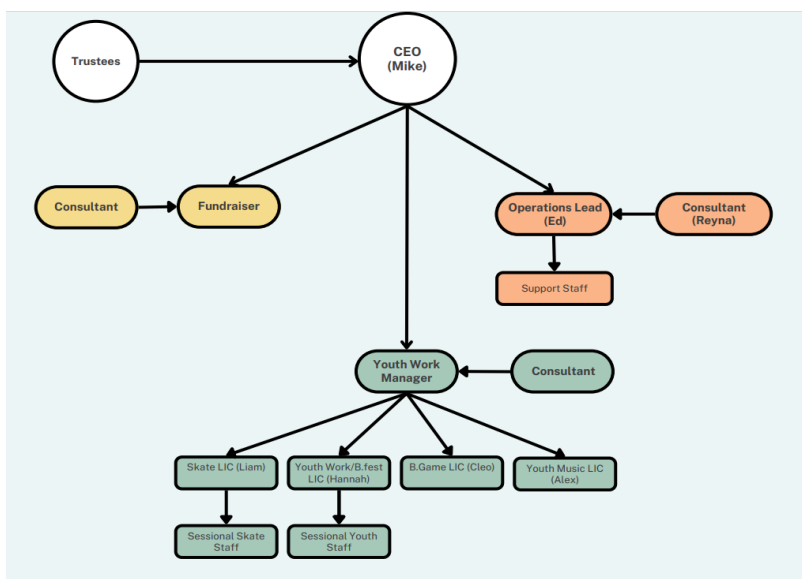 CEO
(Mike)
Trustees
Consultant
Fundraiser
Operations Lead
(Ed)
Consultant
(Reyna)
Support Staff
Youth Work
Manager
Consultant
Skate LIC (Liam)
Youth Work/B.fest
LIC (Hannah)
B.Game LIC (Cleo)
Youth Music LIC
(Alex)
Sessional Skate
Staff
Sessional Youth
Staff